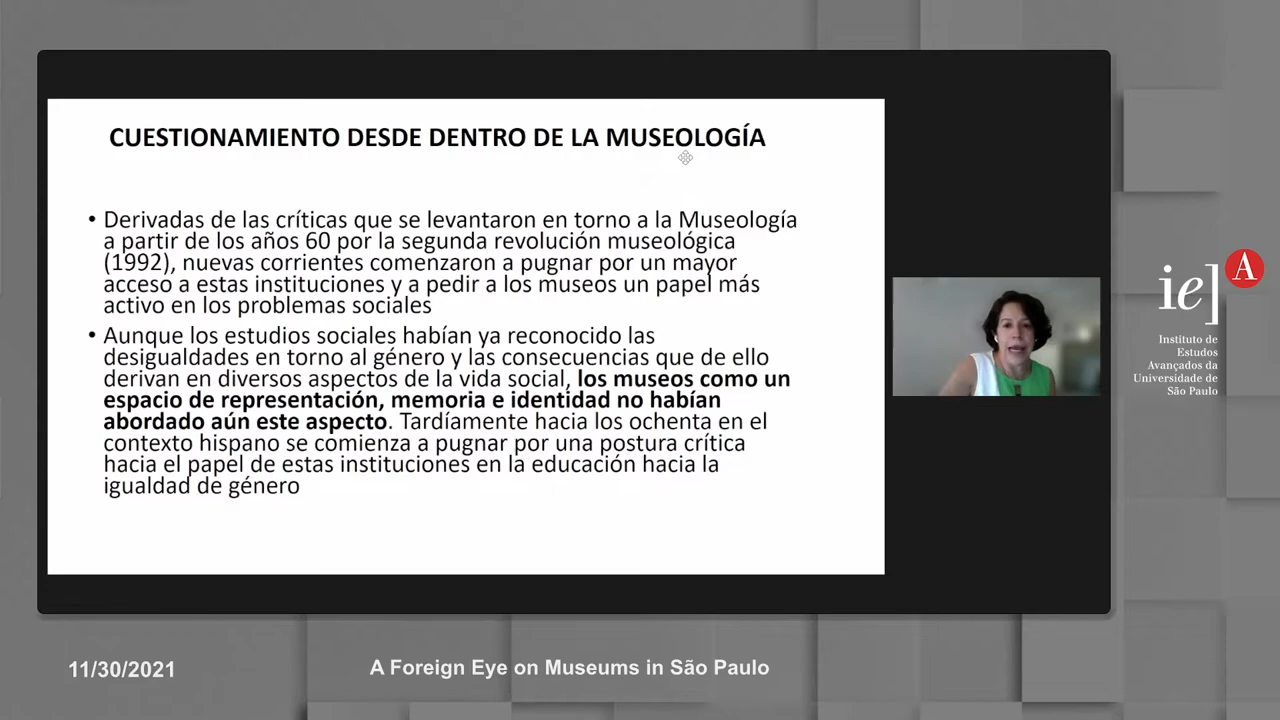 CUESTIONAMIENTO DESDE DENTRO DE LA MUSEOLOGÍA
• Derivadas de las críticas que se levantaron en torno a la Museología
a partir de los años 60 por la segunda revolución museológica
(1992), nuevas corrientes comenzaron a pugnar por un mayor
acceso a estas instituciones y a pedir a los museos un papel más
activo en los problemas sociales
• Aunque los estudios sociales habían ya reconocido las
desigualdades en torno al género y las consecuencias que de ello
derivan en diversos aspectos de la vida social, los museos como un
espacio de representación, memoria e identidad no habían
abordado aún este aspecto. Tardíamente hacia los ochenta en el
contexto hispano se comienza a pugnar por una postura crítica
hacia el papel de estas instituciones en la educación hacia la
igualdad de género
ie] A
Instituto de
Estudos
Avançados da
Universidade de
São Paulo
11/30/2021
A Foreign Eye on Museums in São Paulo